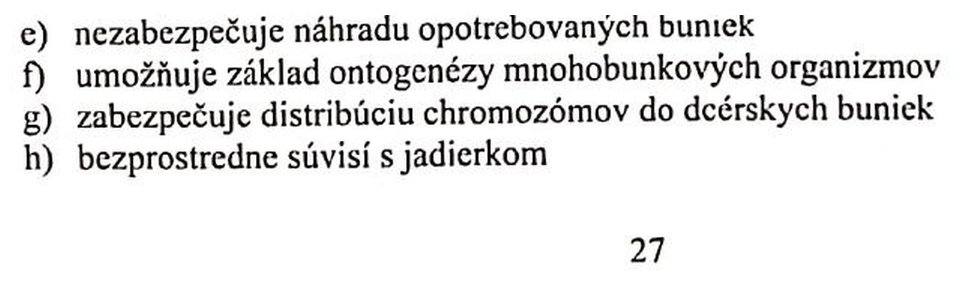 e) nezabezpečuje náhradu opotrebovaných buniek
f) umožňuje základ ontogenézy mnohobunkových organizmov
g) zabezpečuje distribúciu chromozómov do dcérskych buniek
h) bezprostredne súvisí s jadierkom
27